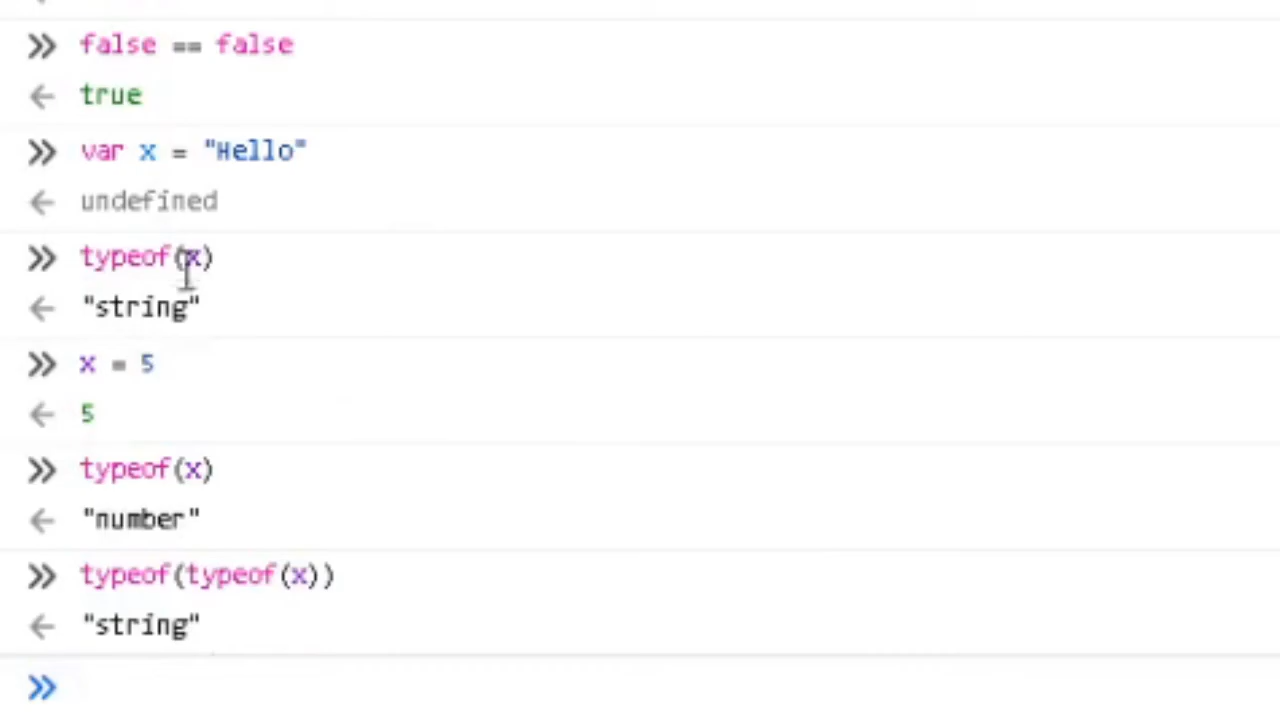 false == false
true
var x = "Hello"
undefined
typeof(x)
"string"
x = 5
5
typeof(x)
"number"
typeof(typeof(x))
"string"